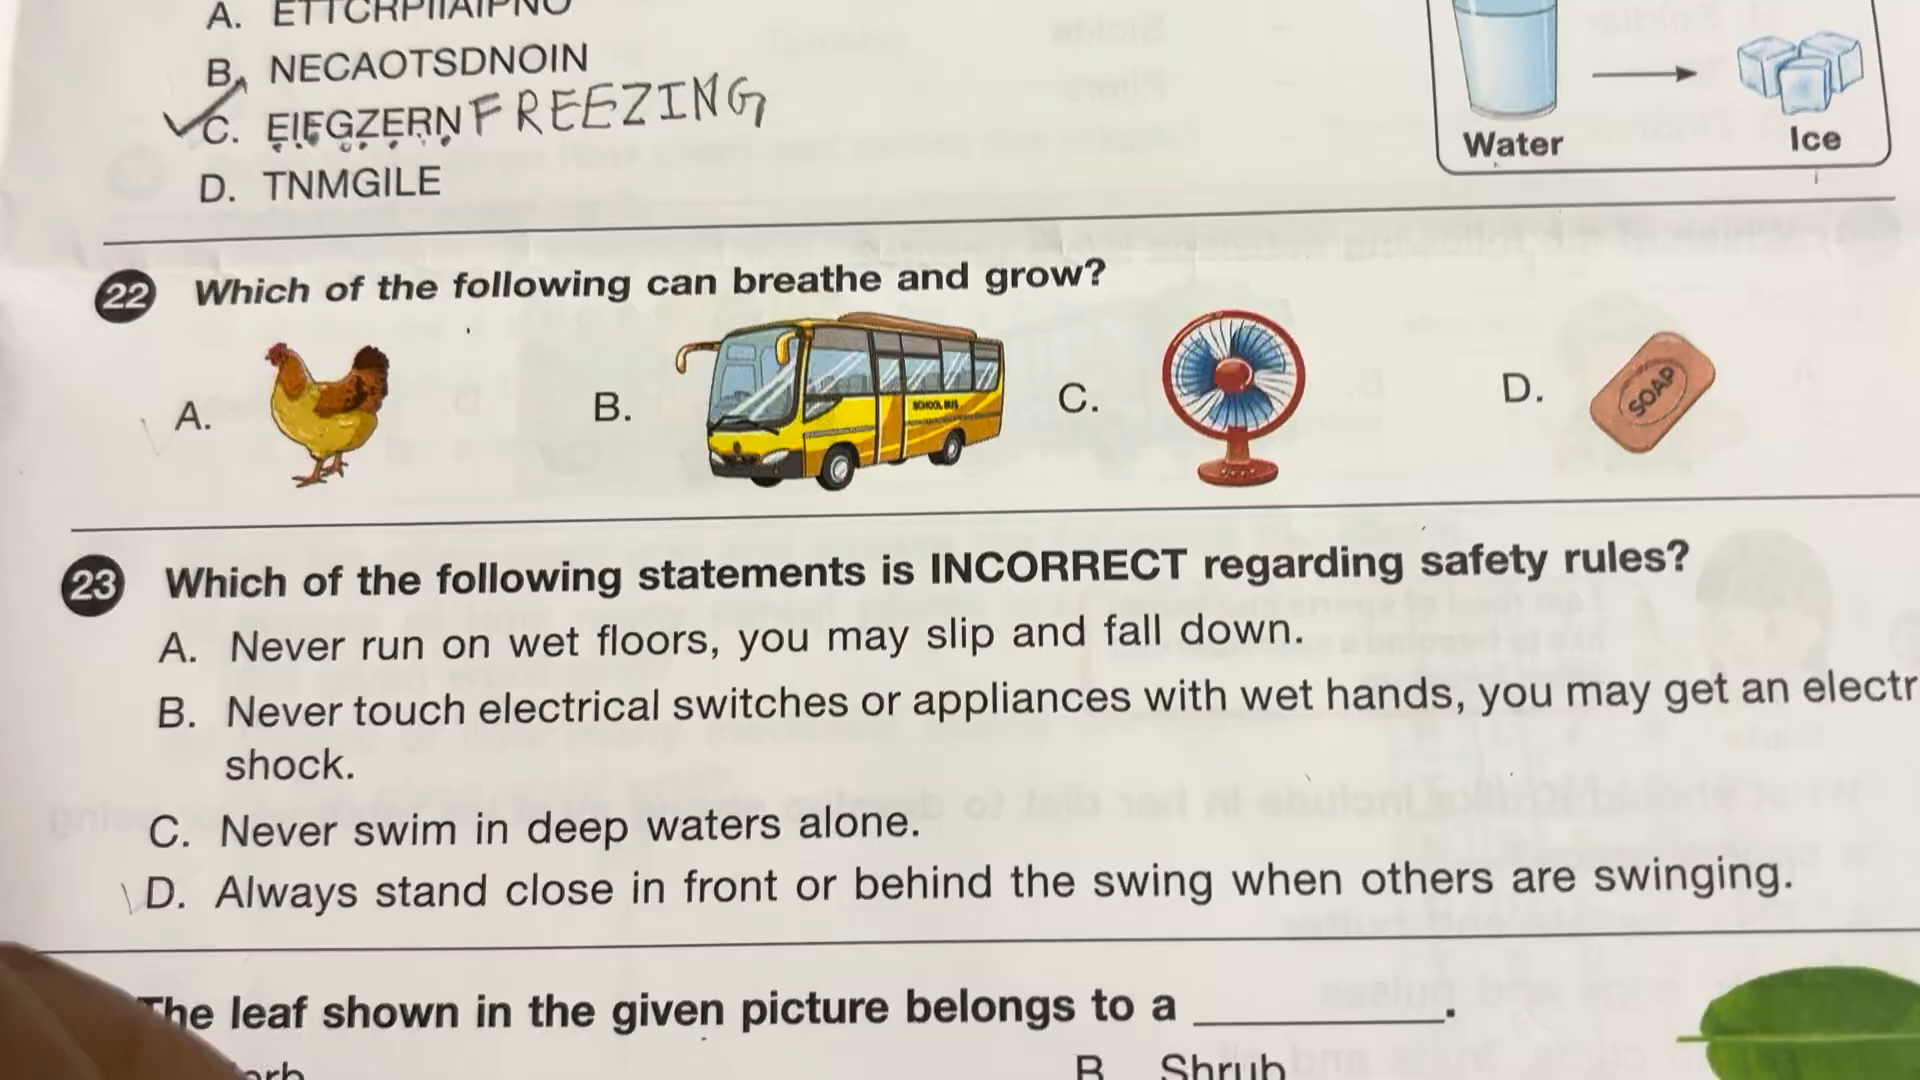 A.
B. NECAOTSDNOIN
C. EIEGZERN FREEZING
D. TNMGILE
Water
Ice
22 Which of the following can breathe and grow?
A.
B.
SCHOOL BUS
C.
D.
SOAP
23 Which of the following statements is INCORRECT regarding safety rules?
A. Never run on wet floors, you may slip and fall down.
B. Never touch electrical switches or appliances with wet hands, you may get an electr
shock.
C. Never swim in deep waters alone.
D. Always stand close in front or behind the swing when others are swinging.
The leaf shown in the given picture belongs to a __________.
B Shrub